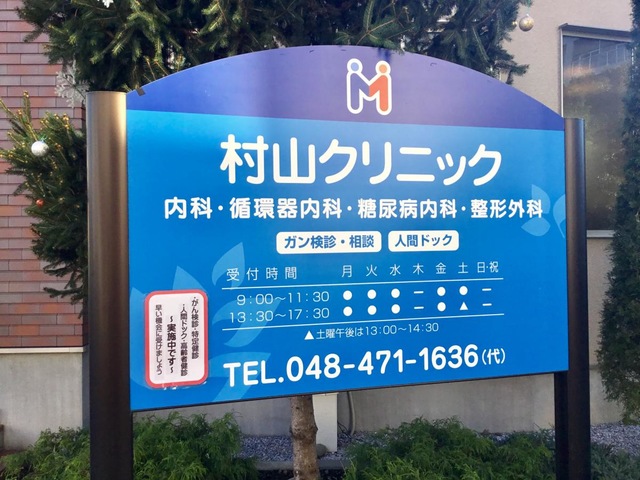 村山クリニック
内科・循環器内科・糖尿病内科・整形外科
ガン検診・相談 人間ドック
受付時間 月 火 水 木 金 土 日・祝
9:00〜11:30 ● ● ● ー ● ● ー
13:30〜17:30 ● ● ● ー ● ▲ ー
▲土曜午後は13:00〜14:30
TEL.048-471-1636(代)
・がん検診・特定健診
・人間ドック・高齢者健診
〜実施中です〜
早い機会に受けましょう